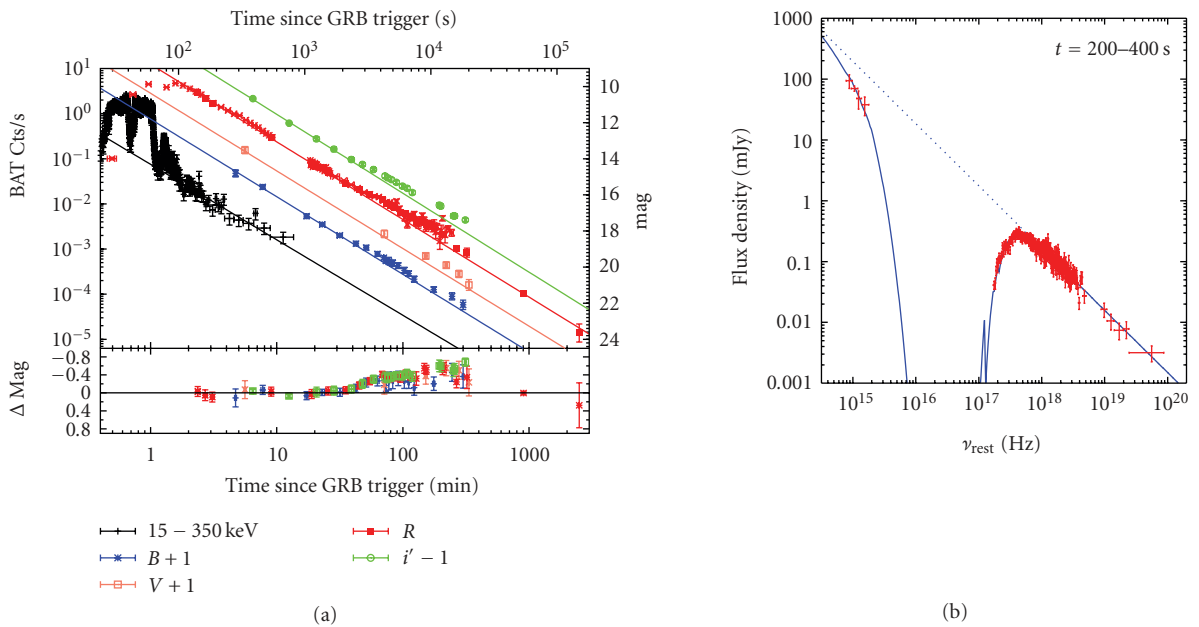 Time since GRB trigger (s)
10² 10³ 10⁴ 10⁵
BAT Cts/s
10¹
10⁰
10⁻¹
10⁻²
10⁻³
10⁻⁴
10⁻⁵
mag
10
12
14
16
18
20
22
24
Δ Mag
−0.8
−0.4
0
0.4
0.8
1 10 100 1000
Time since GRB trigger (min)
15 − 350 keV
B + 1
V + 1
R
i′ − 1
(a)
Flux density (mJy)
1000
100
10
1
0.1
0.01
0.001
t = 200–400 s
10¹⁵ 10¹⁶ 10¹⁷ 10¹⁸ 10¹⁹ 10²⁰
νrest (Hz)
(b)